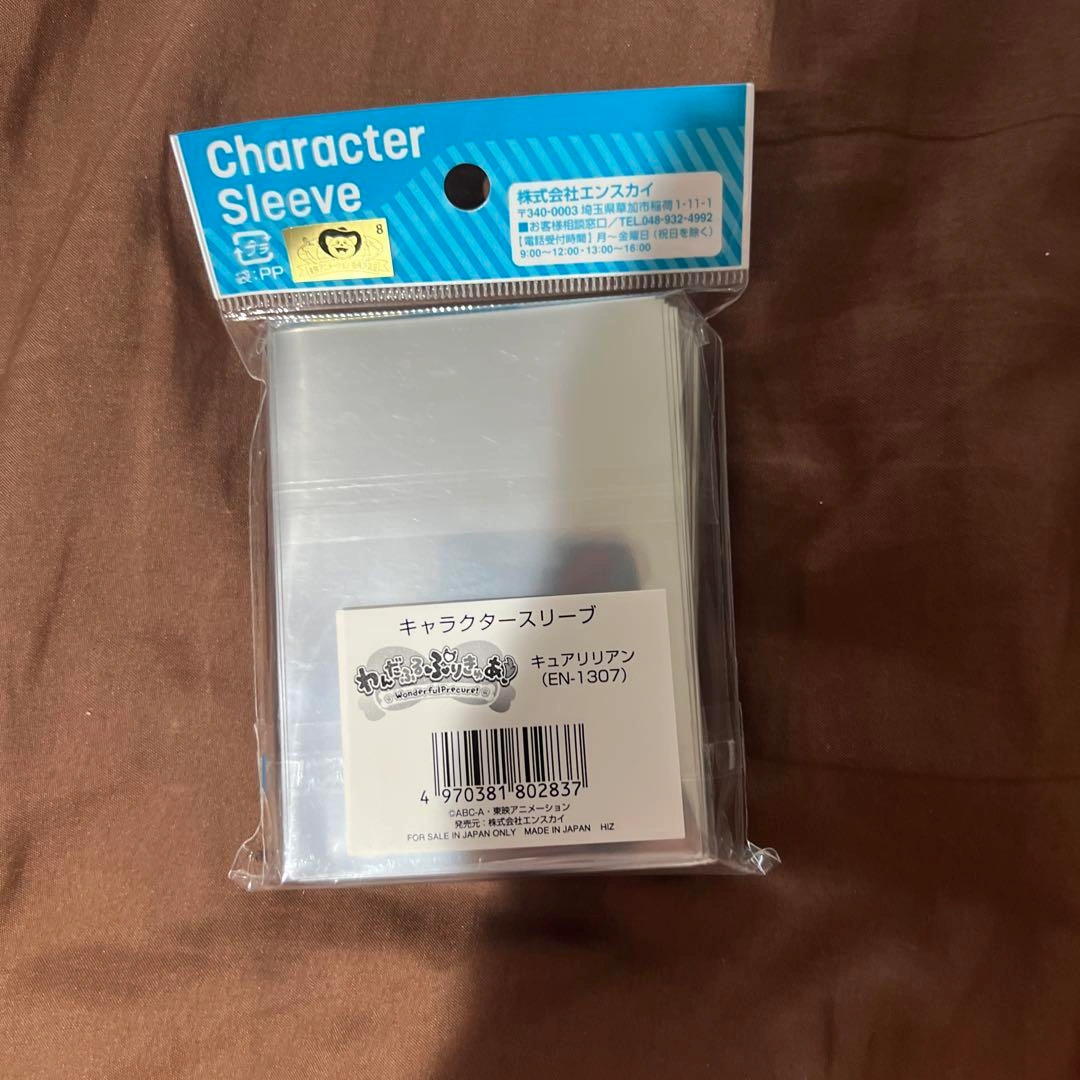 Character
Sleeve
プラ
袋:PP
8
株式会社エンスカイ
〒340-0003 埼玉県草加市稲荷1-11-1
■お客様相談窓口/TEL.048-932-4992
【電話受付時間】月～金曜日(祝日を除く)
9:00～12:00・13:00～16:00
キャラクタースリーブ
わんだふるぷりきゅあ!
WonderfulPrecure!
キュアリリアン
(EN-1307)
4 970381 802837
©ABC-A・東映アニメーション
発売元:株式会社エンスカイ
FOR SALE IN JAPAN ONLY MADE IN JAPAN HIZ